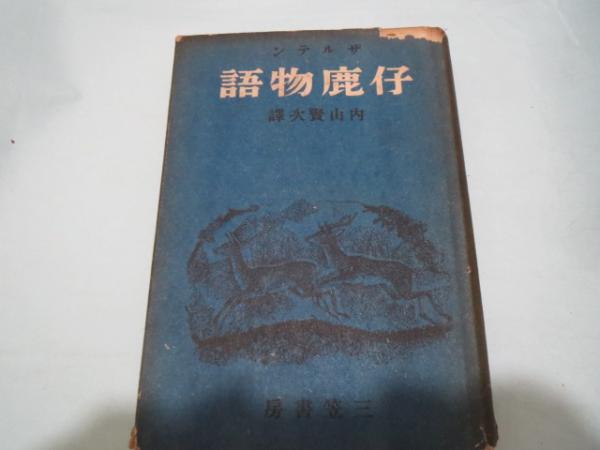 ザルテン
仔鹿物語
内山賢次譯
三笠書房